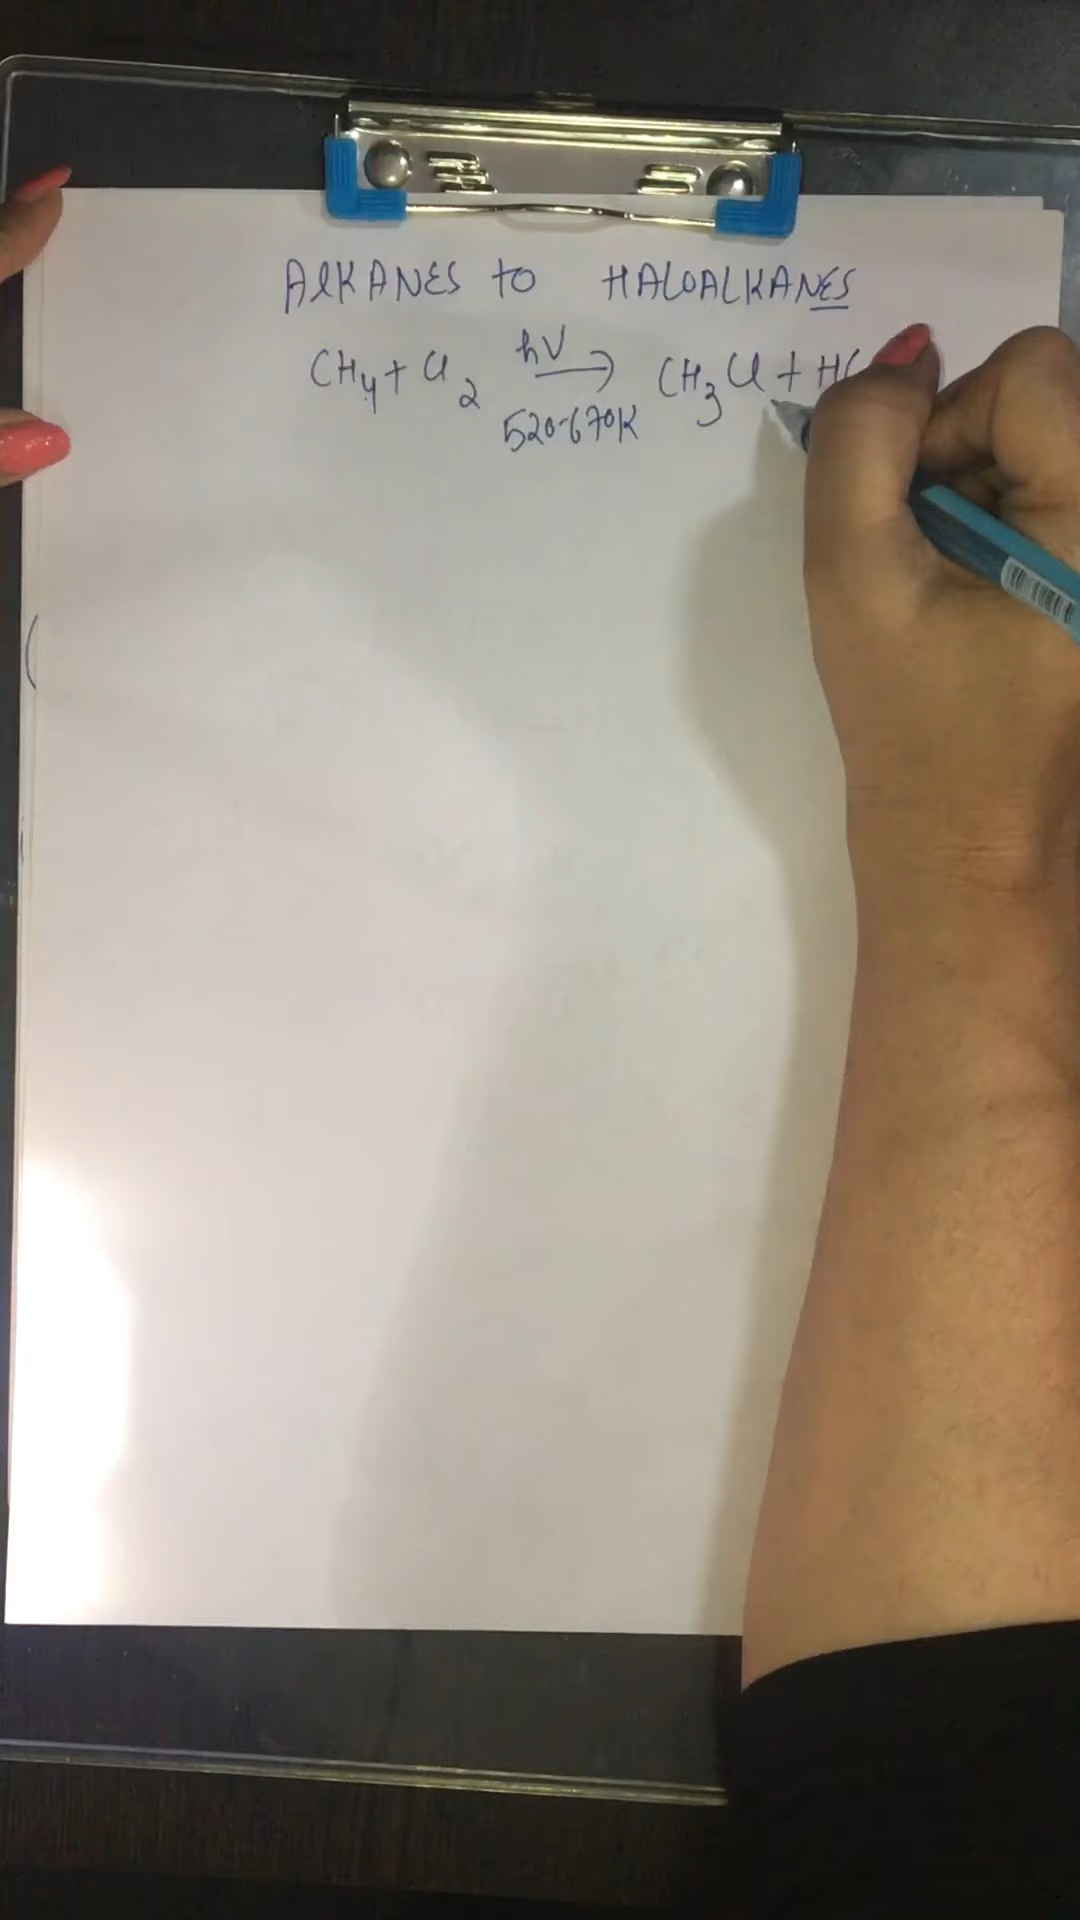 AlKANES to HALOALKANES
hν
CH4 + Cl2 → CH3Cl + HC
520-670K